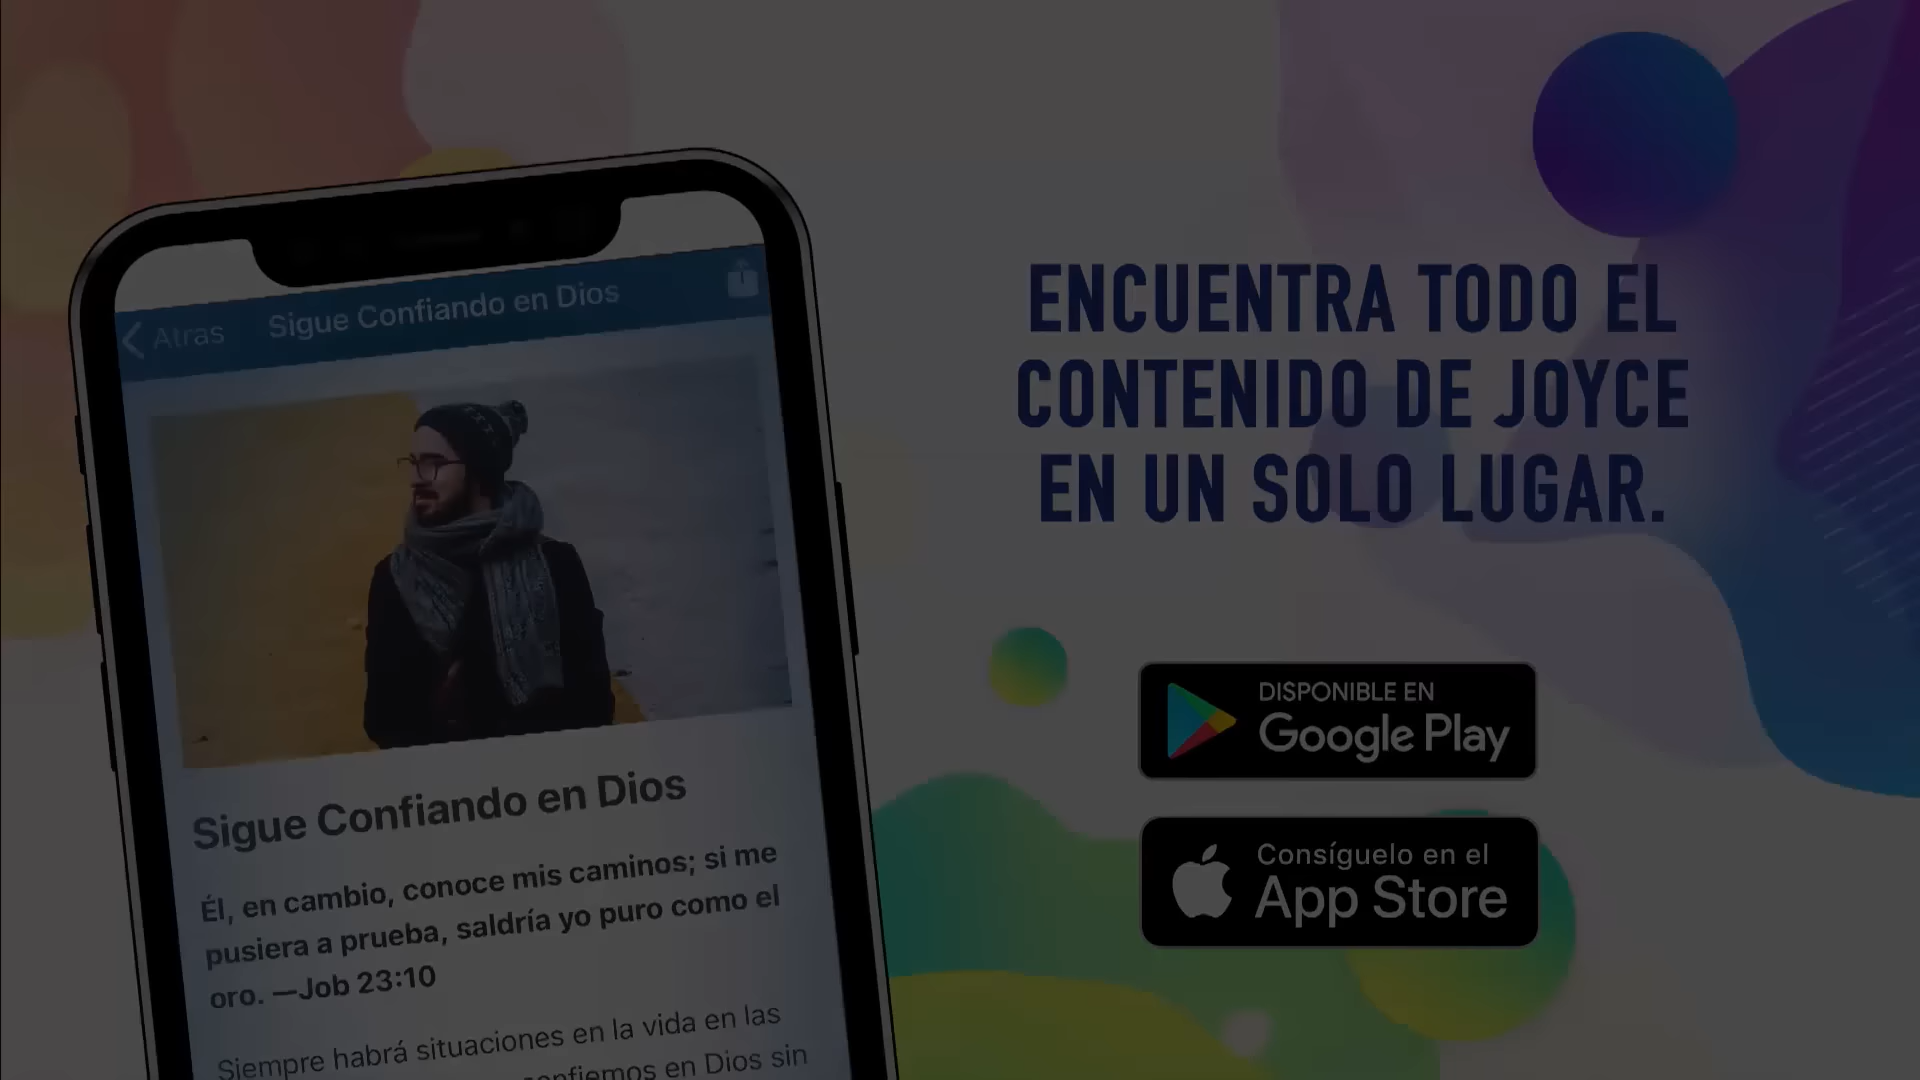 Atras
Sigue Confiando en Dios
Sigue Confiando en Dios
Él, en cambio, conoce mis caminos; si me
pusiera a prueba, saldría yo puro como el
oro. —Job 23:10
Siempre habrá situaciones en la vida en las
confiemos en Dios sin
ENCUENTRA TODO EL
CONTENIDO DE JOYCE
EN UN SOLO LUGAR.
DISPONIBLE EN
Google Play
Consíguelo en el
App Store